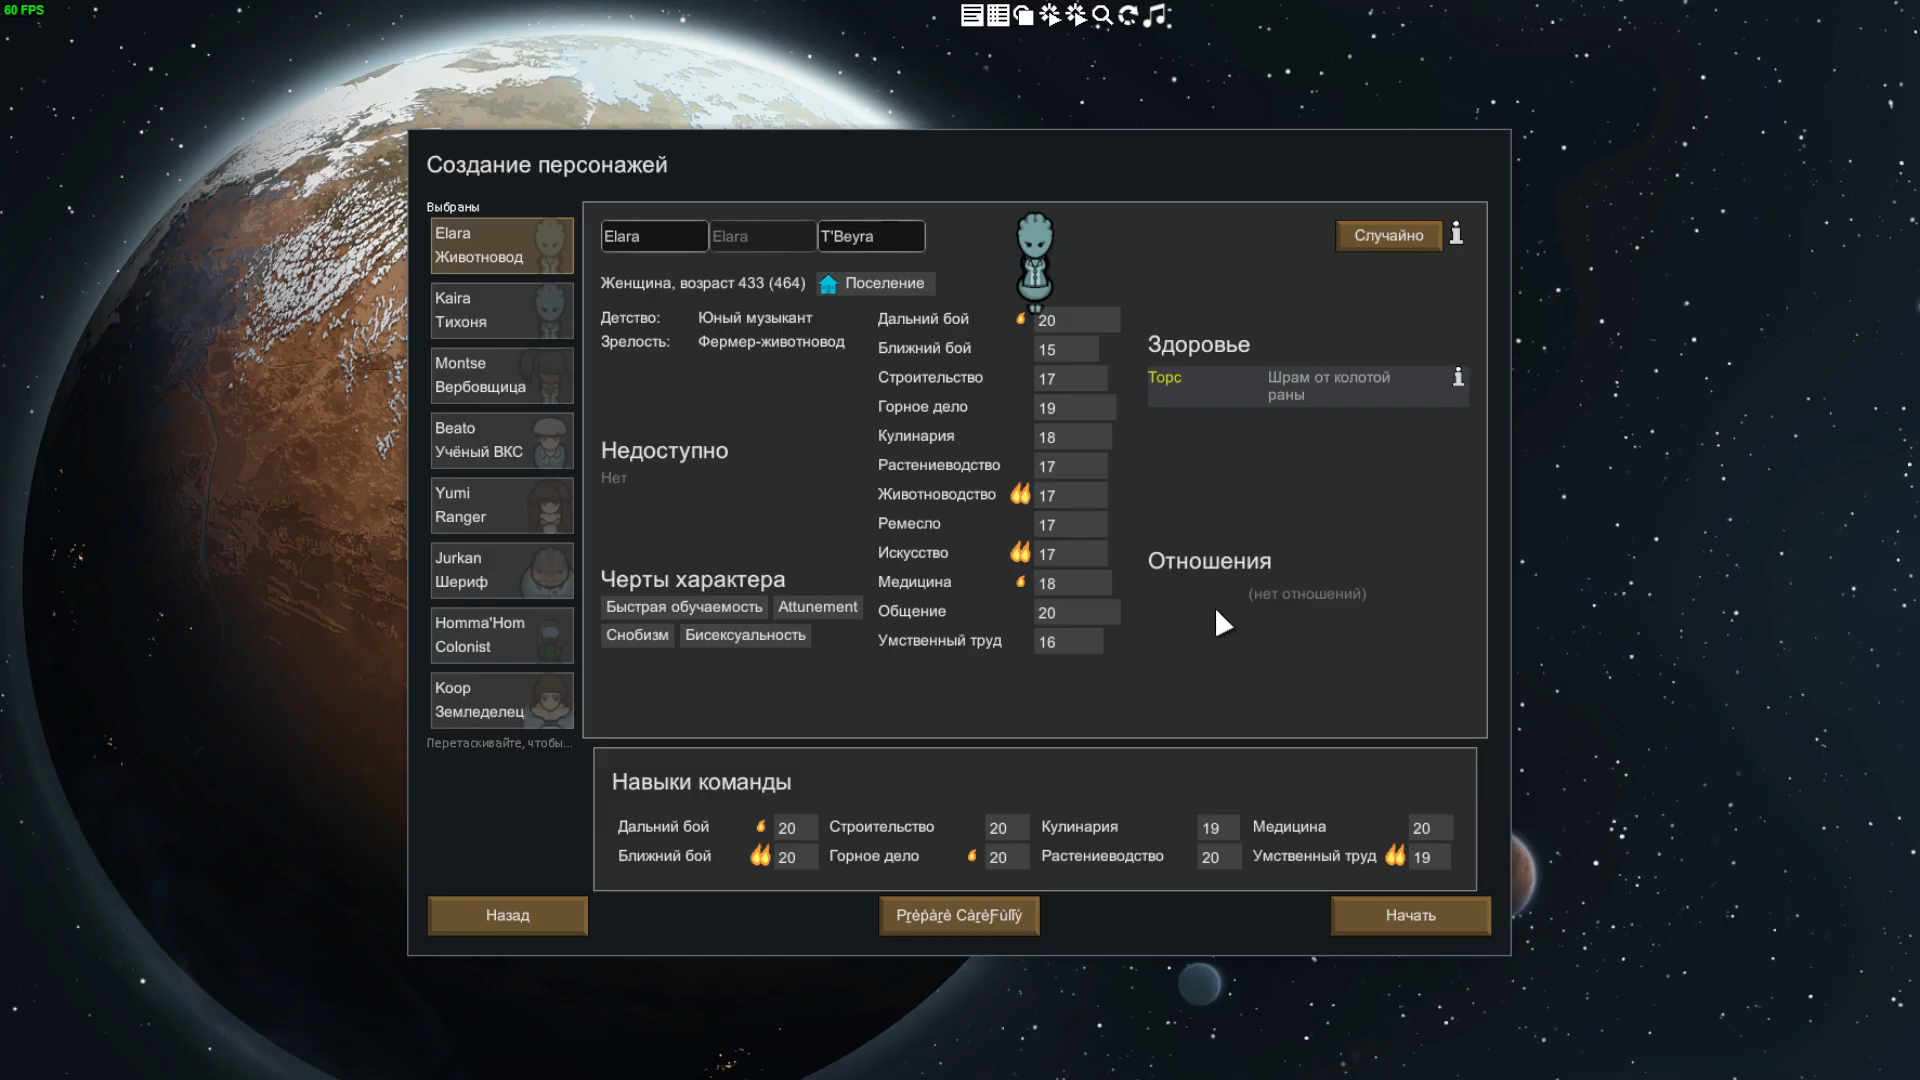 60 FPS
Создание персонажей
Выбраны
Elara
Животновод
Kaira
Тихоня
Montse
Вербовщица
Beato
Учёный ВКС
Yumi
Ranger
Jurkan
Шериф
Homma'Hom
Colonist
Koop
Земледелец
Перетаскивайте, чтобы...
Elara Elara T'Beyra
Случайно
Женщина, возраст 433 (464) Поселение
Детство: Юный музыкант
Зрелость: Фермер-животновод
Недоступно
Нет
Черты характера
Быстрая обучаемость Attunement
Снобизм Бисексуальность
Дальний бой 20
Ближний бой 15
Строительство 17
Горное дело 19
Кулинария 18
Растениеводство 17
Животноводство 17
Ремесло 17
Искусство 17
Медицина 18
Общение 20
Умственный труд 16
Здоровье
Торс Шрам от колотой
раны
Отношения
(нет отношений)
Навыки команды
Дальний бой 20 Строительство 20 Кулинария 19 Медицина 20
Ближний бой 20 Горное дело 20 Растениеводство 20 Умственный труд 19
Назад
Начать